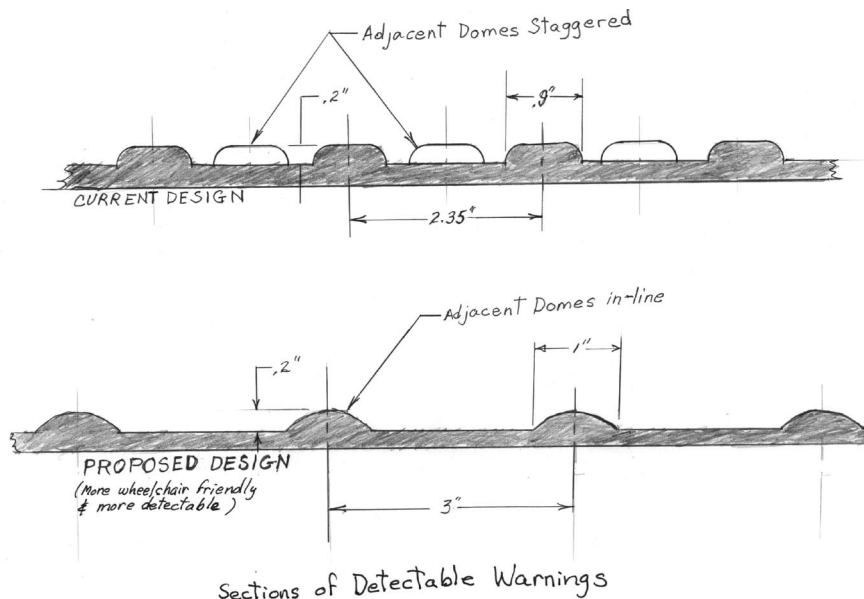 Adjacent Domes Staggered
.2"
.9"
CURRENT DESIGN
2.35"
Adjacent Domes in-line
.2"
1"
PROPOSED DESIGN
(More wheelchair friendly
& more detectable)
3"
Sections of Detectable Warnings